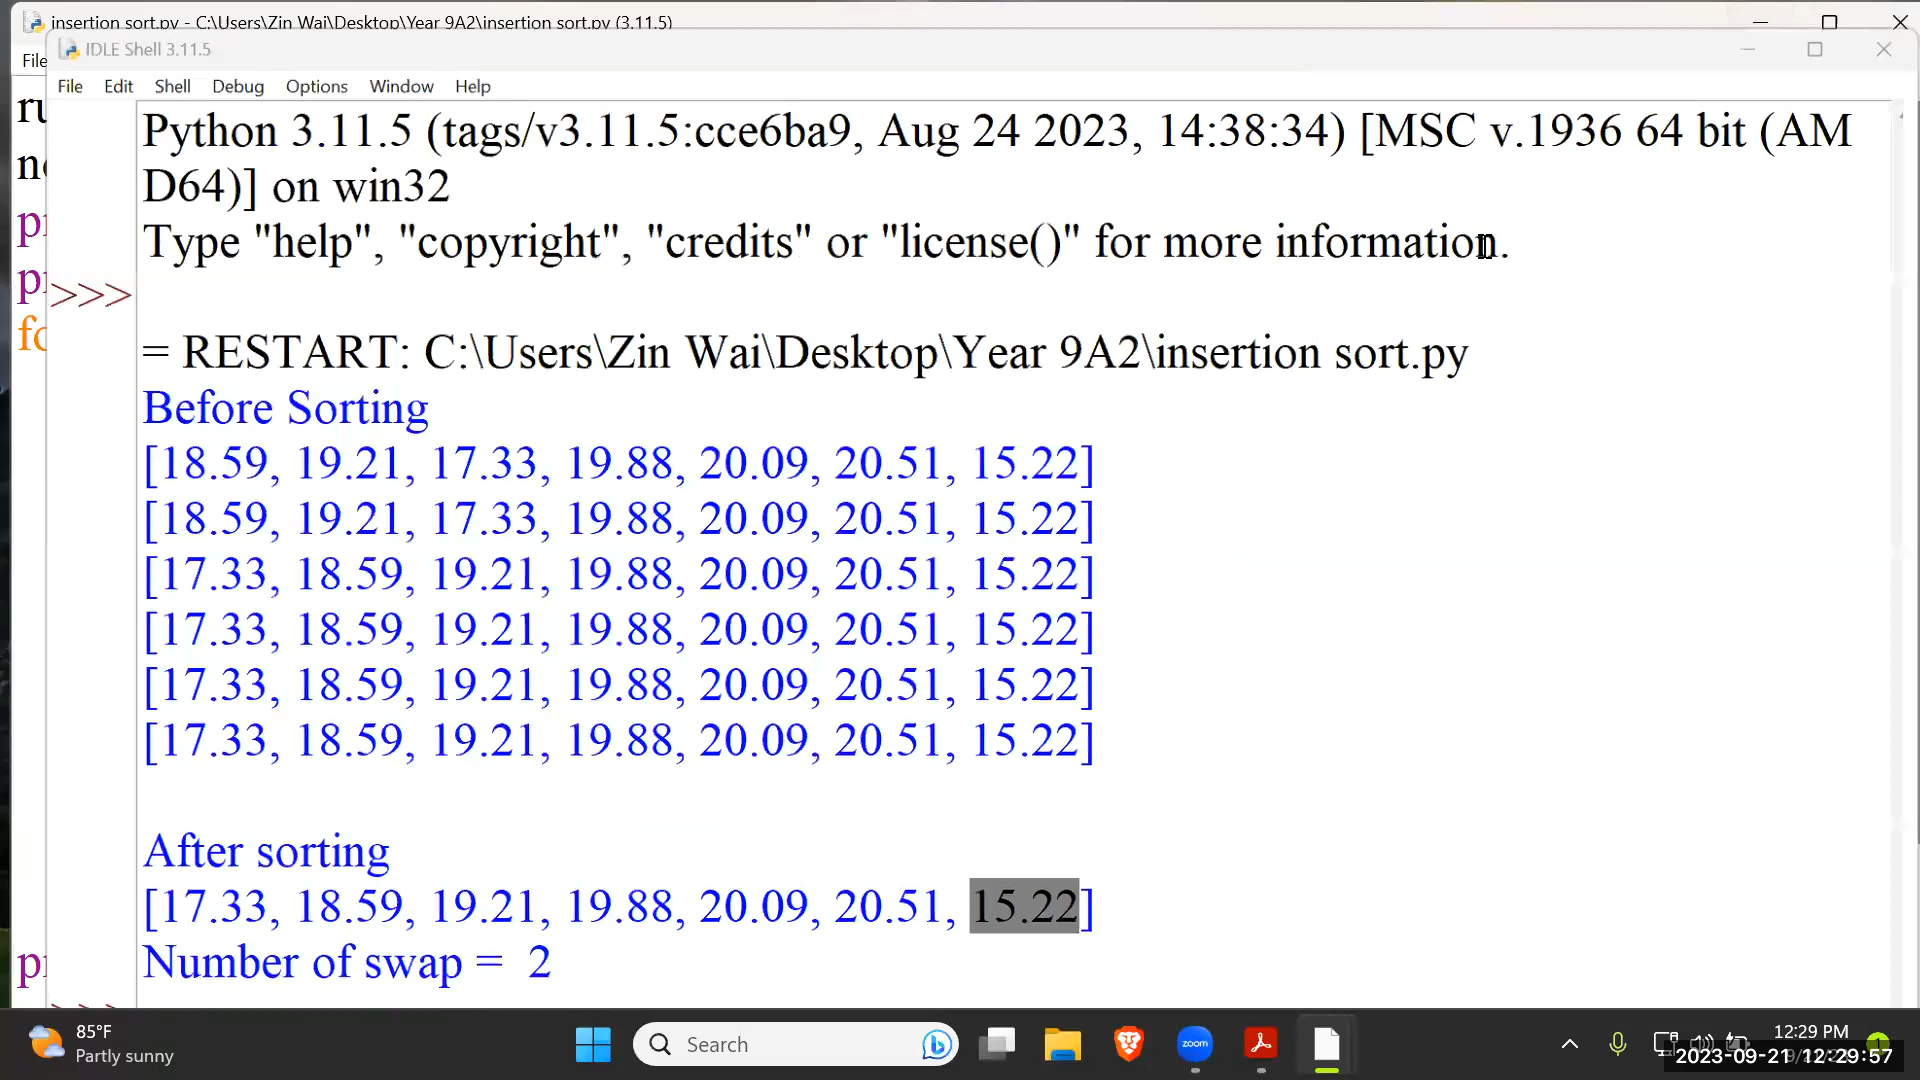 insertion sort.py - C:\Users\Zin Wai\Desktop\Year 9A2\insertion sort.py (3.11.5)
IDLE Shell 3.11.5
File
File Edit Shell Debug Options Window Help
Python 3.11.5 (tags/v3.11.5:cce6ba9, Aug 24 2023, 14:38:34) [MSC v.1936 64 bit (AM
D64)] on win32
Type "help", "copyright", "credits" or "license()" for more information.
>>>
= RESTART: C:\Users\Zin Wai\Desktop\Year 9A2\insertion sort.py
Before Sorting
[18.59, 19.21, 17.33, 19.88, 20.09, 20.51, 15.22]
[18.59, 19.21, 17.33, 19.88, 20.09, 20.51, 15.22]
[17.33, 18.59, 19.21, 19.88, 20.09, 20.51, 15.22]
[17.33, 18.59, 19.21, 19.88, 20.09, 20.51, 15.22]
[17.33, 18.59, 19.21, 19.88, 20.09, 20.51, 15.22]
[17.33, 18.59, 19.21, 19.88, 20.09, 20.51, 15.22]
After sorting
[17.33, 18.59, 19.21, 19.88, 20.09, 20.51, 15.22]
Number of swap = 2
85°F
Partly sunny
Search
zoom
12:29 PM
2023-09-21 12:29:57